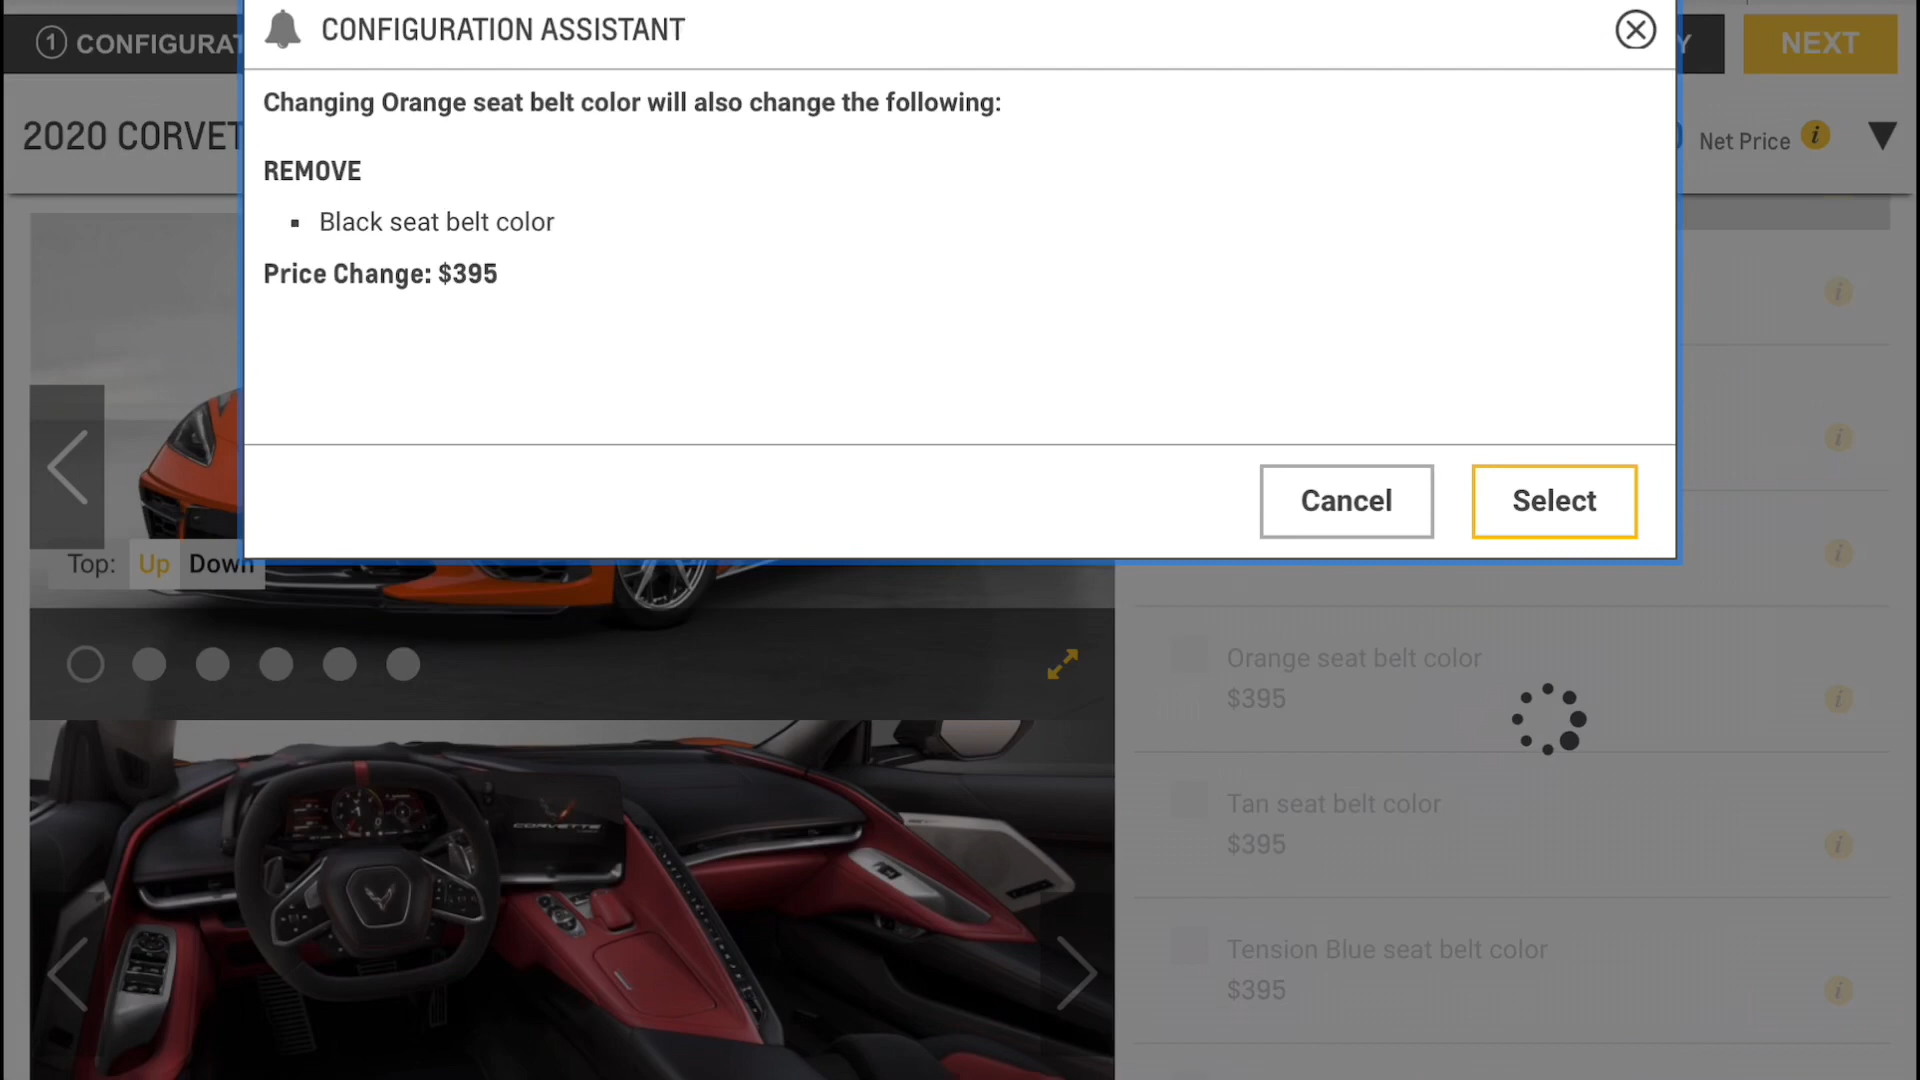 CONFIGURATION ASSISTANT
1 CONFIGURAT
Y
NEXT
Changing Orange seat belt color will also change the following:
2020 CORVET
Net Price i
REMOVE
▪ Black seat belt color
Price Change: $395
Cancel
Select
Top: Up Down
Orange seat belt color
$395
Tan seat belt color
$395
CORVETTE
Tension Blue seat belt color
$395